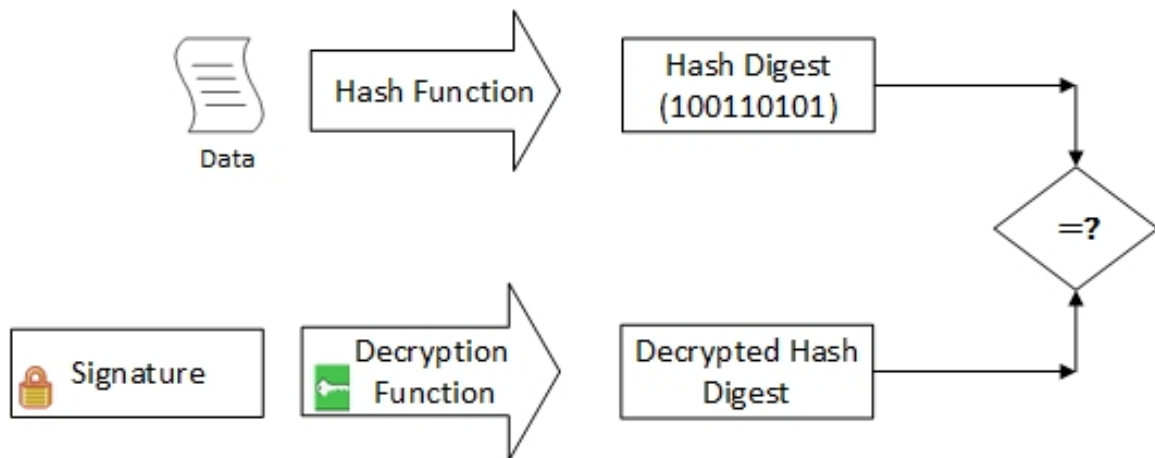 Data
Hash Function
Hash Digest
(100110101)
=?
Signature
Decryption
Function
Decrypted Hash
Digest